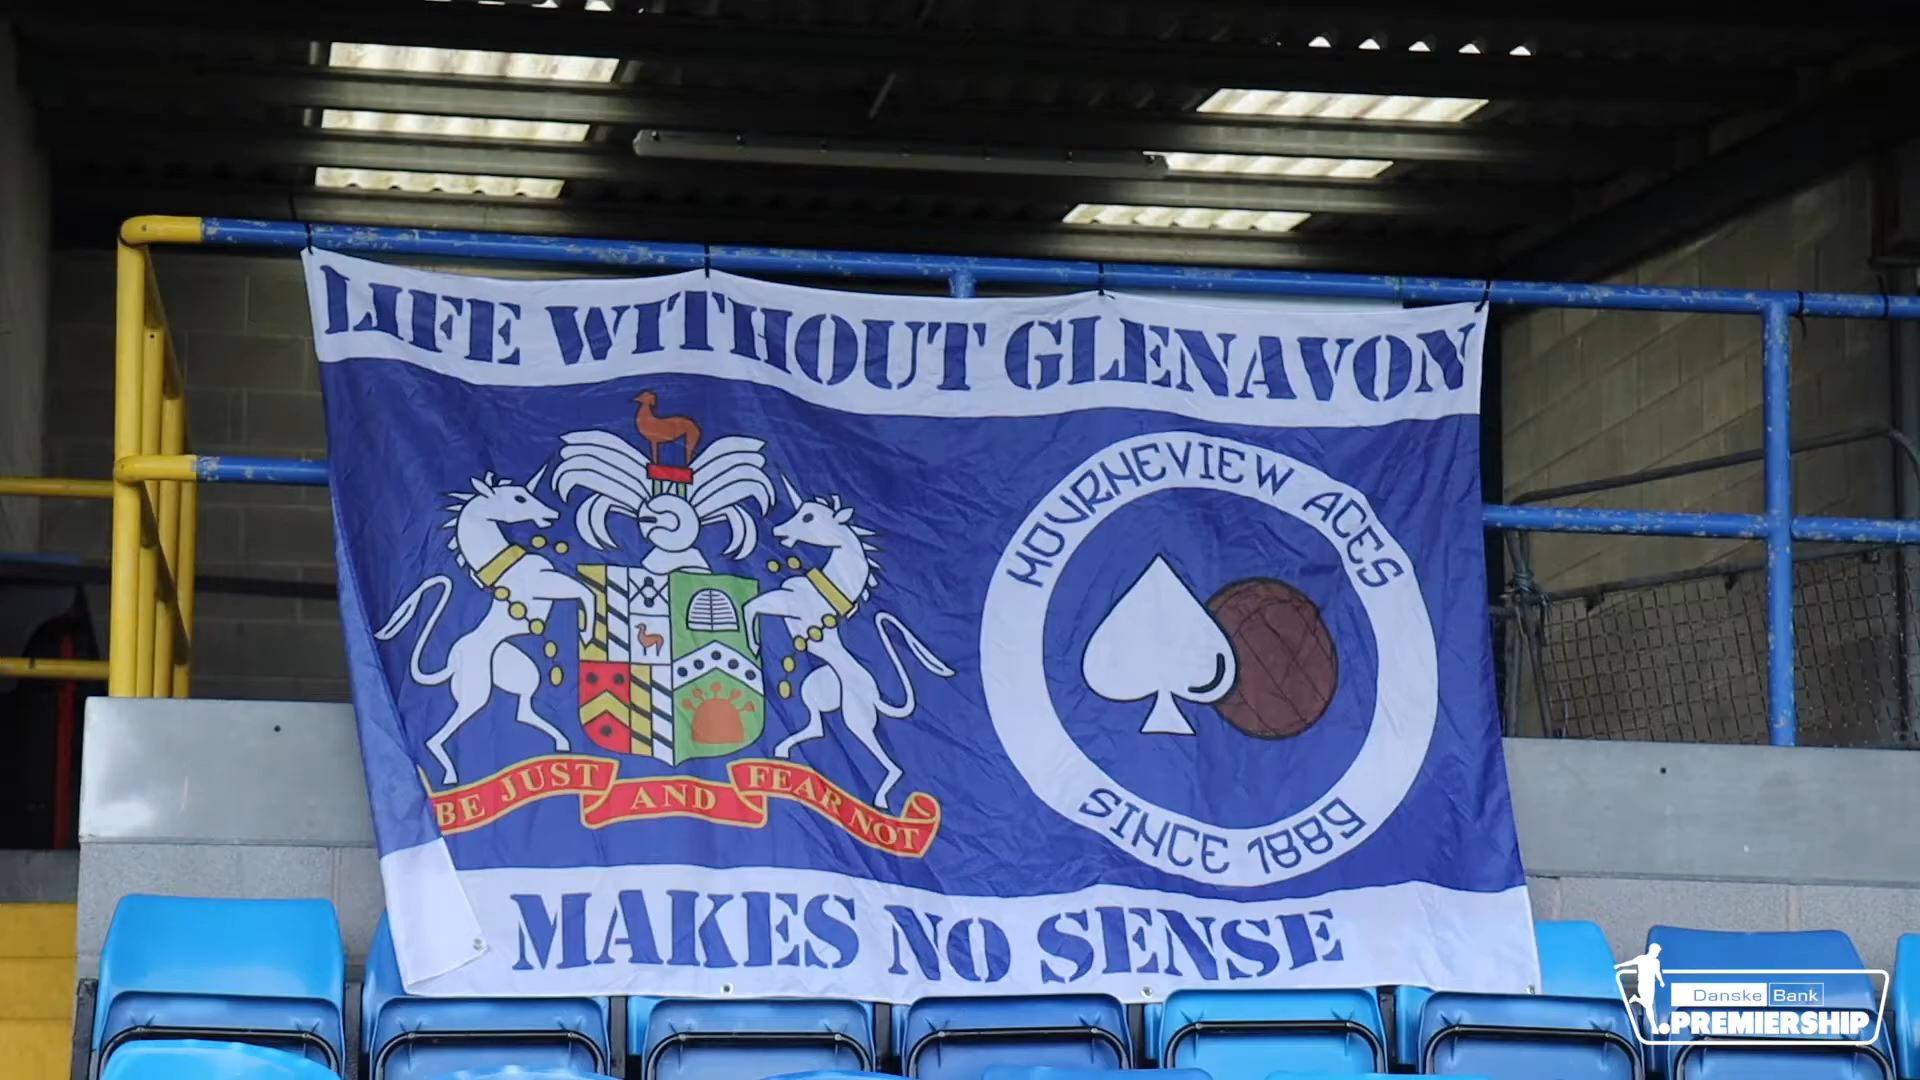 LIFE WITHOUT GLENAVON
MOURNEVIEW ACES
SINCE 1889
BE JUST AND FEAR NOT
MAKES NO SENSE
Danske Bank
PREMIERSHIP